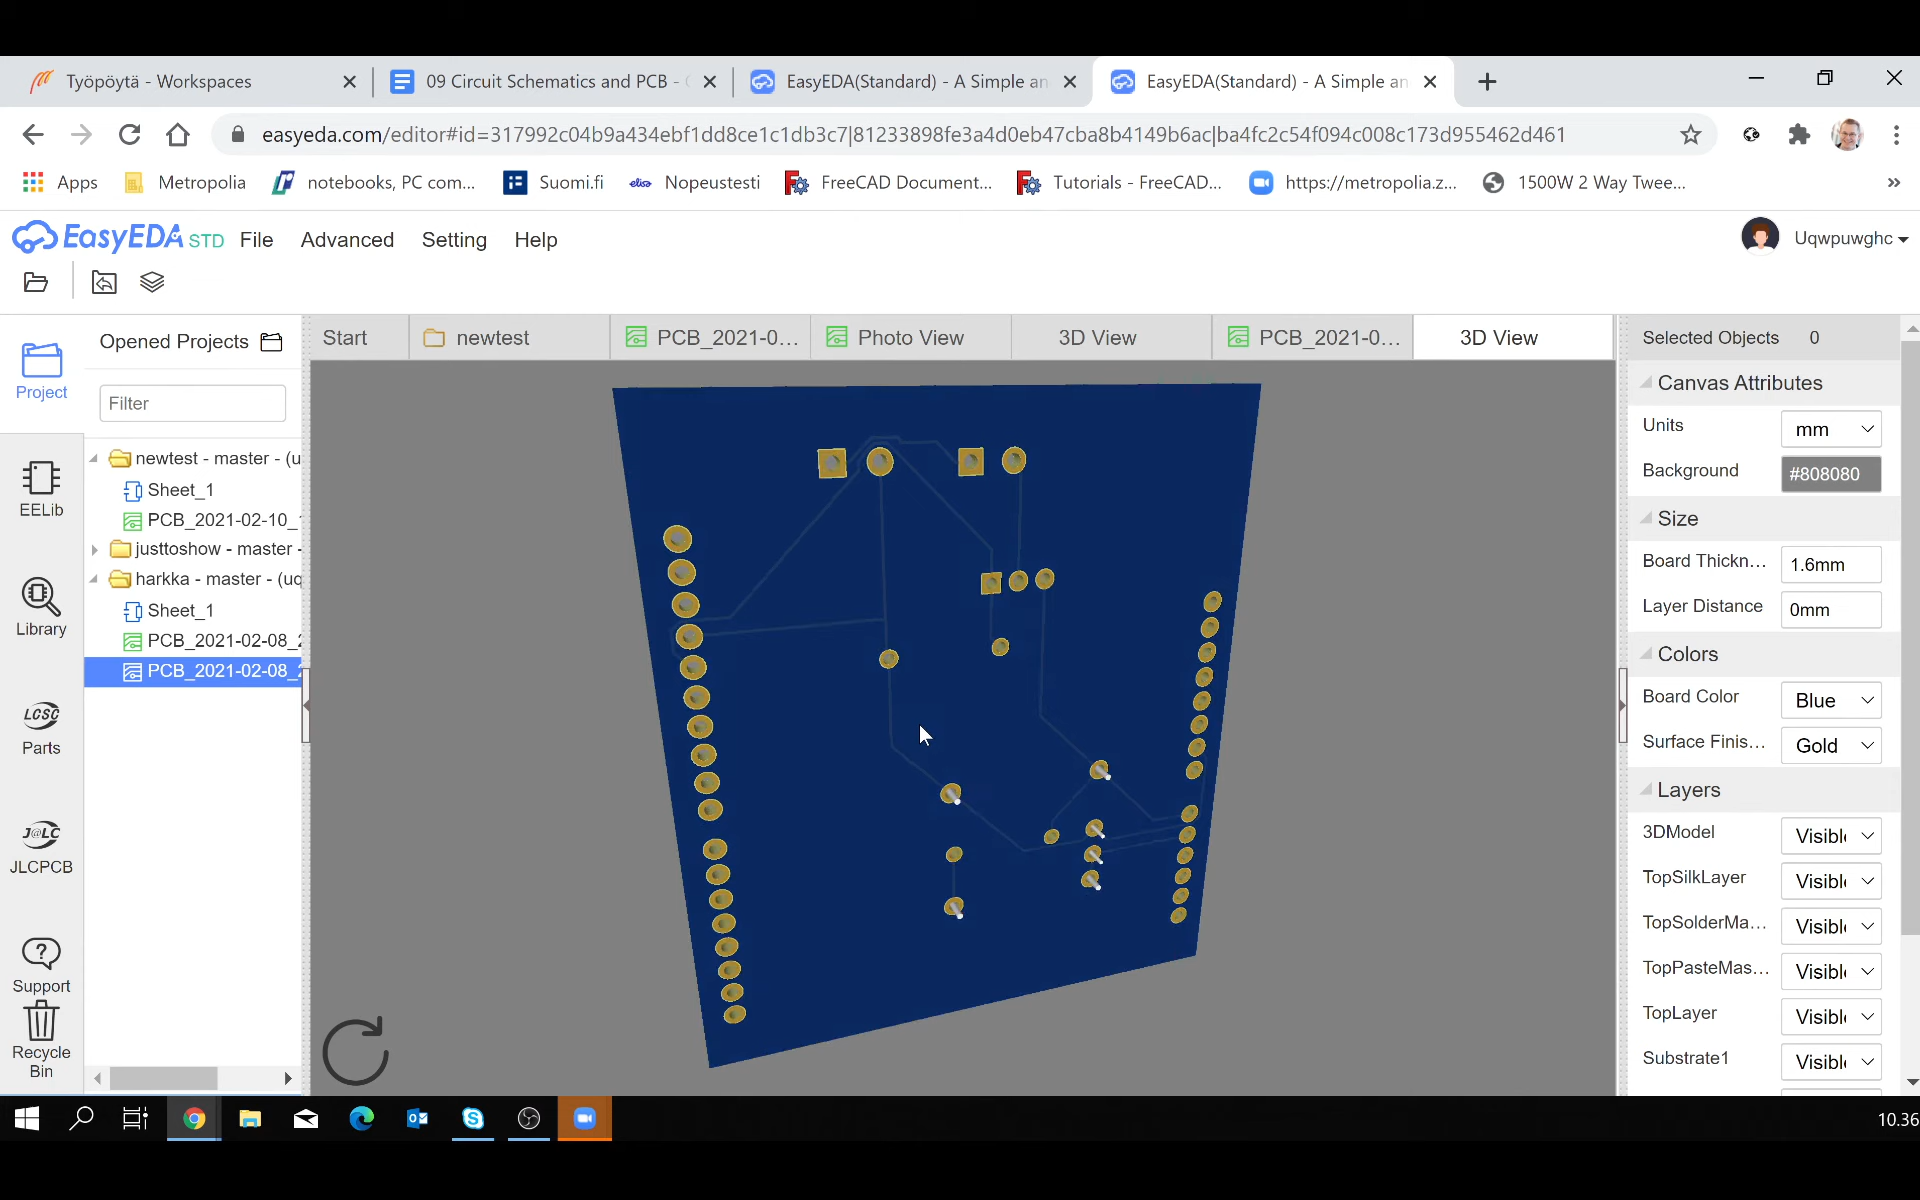 Työpöytä - Workspaces
09 Circuit Schematics and PCB -
EasyEDA(Standard) - A Simple an
EasyEDA(Standard) - A Simple an
easyeda.com/editor#id=317992c04b9a434ebf1dd8ce1c1db3c7|81233898fe3a4d0eb47cba8b4149b6ac|ba4fc2c54f094c008c173d955462d461
Apps
Metropolia
notebooks, PC com...
Suomi.fi
elisa
Nopeustesti
FreeCAD Document...
Tutorials - FreeCAD...
https://metropolia.z...
1500W 2 Way Twee...
»
EasyEDA STD
File
Advanced
Setting
Help
Uqwpuwghc
Project
EELib
Library
LCSC
Parts
J@LC
JLCPCB
Support
Recycle
Bin
Opened Projects
Filter
newtest - master - (u
Sheet_1
PCB_2021-02-10_
justtoshow - master -
harkka - master - (uq
Sheet_1
PCB_2021-02-08_2
PCB_2021-02-08_2
Start
newtest
PCB_2021-0...
Photo View
3D View
PCB_2021-0...
3D View
Selected Objects 0
Canvas Attributes
Units mm
Background #808080
Size
Board Thickn... 1.6mm
Layer Distance 0mm
Colors
Board Color Blue
Surface Finis... Gold
Layers
3DModel Visibl
TopSilkLayer Visibl
TopSolderMa... Visibl
TopPasteMas... Visibl
TopLayer Visibl
Substrate1 Visibl
10.36